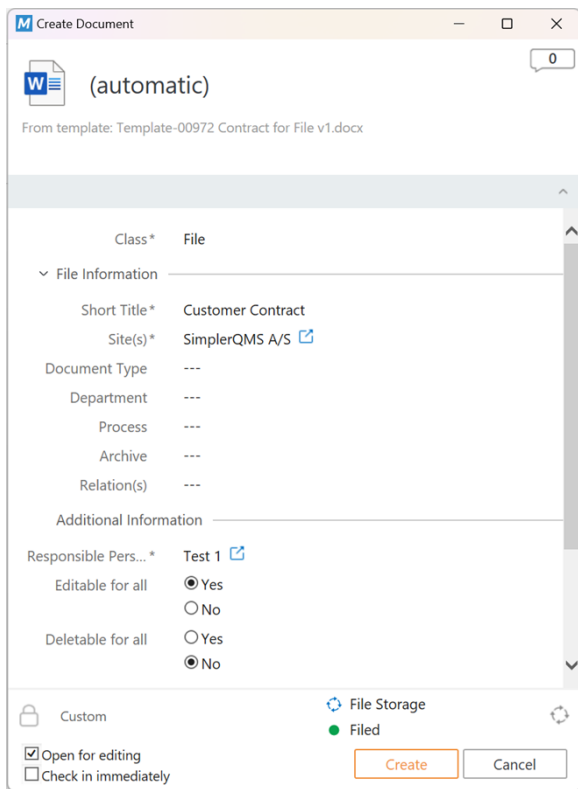 M Create Document
0
W
(automatic)
From template: Template-00972 Contract for File v1.docx
Class* File
File Information
Short Title* Customer Contract
Site(s)* SimplerQMS A/S
Document Type ---
Department ---
Process ---
Archive ---
Relation(s) ---
Additional Information
Responsible Pers... * Test 1
Editable for all Yes
No
Deletable for all Yes
No
Custom
File Storage
Filed
Open for editing
Check in immediately
Create
Cancel